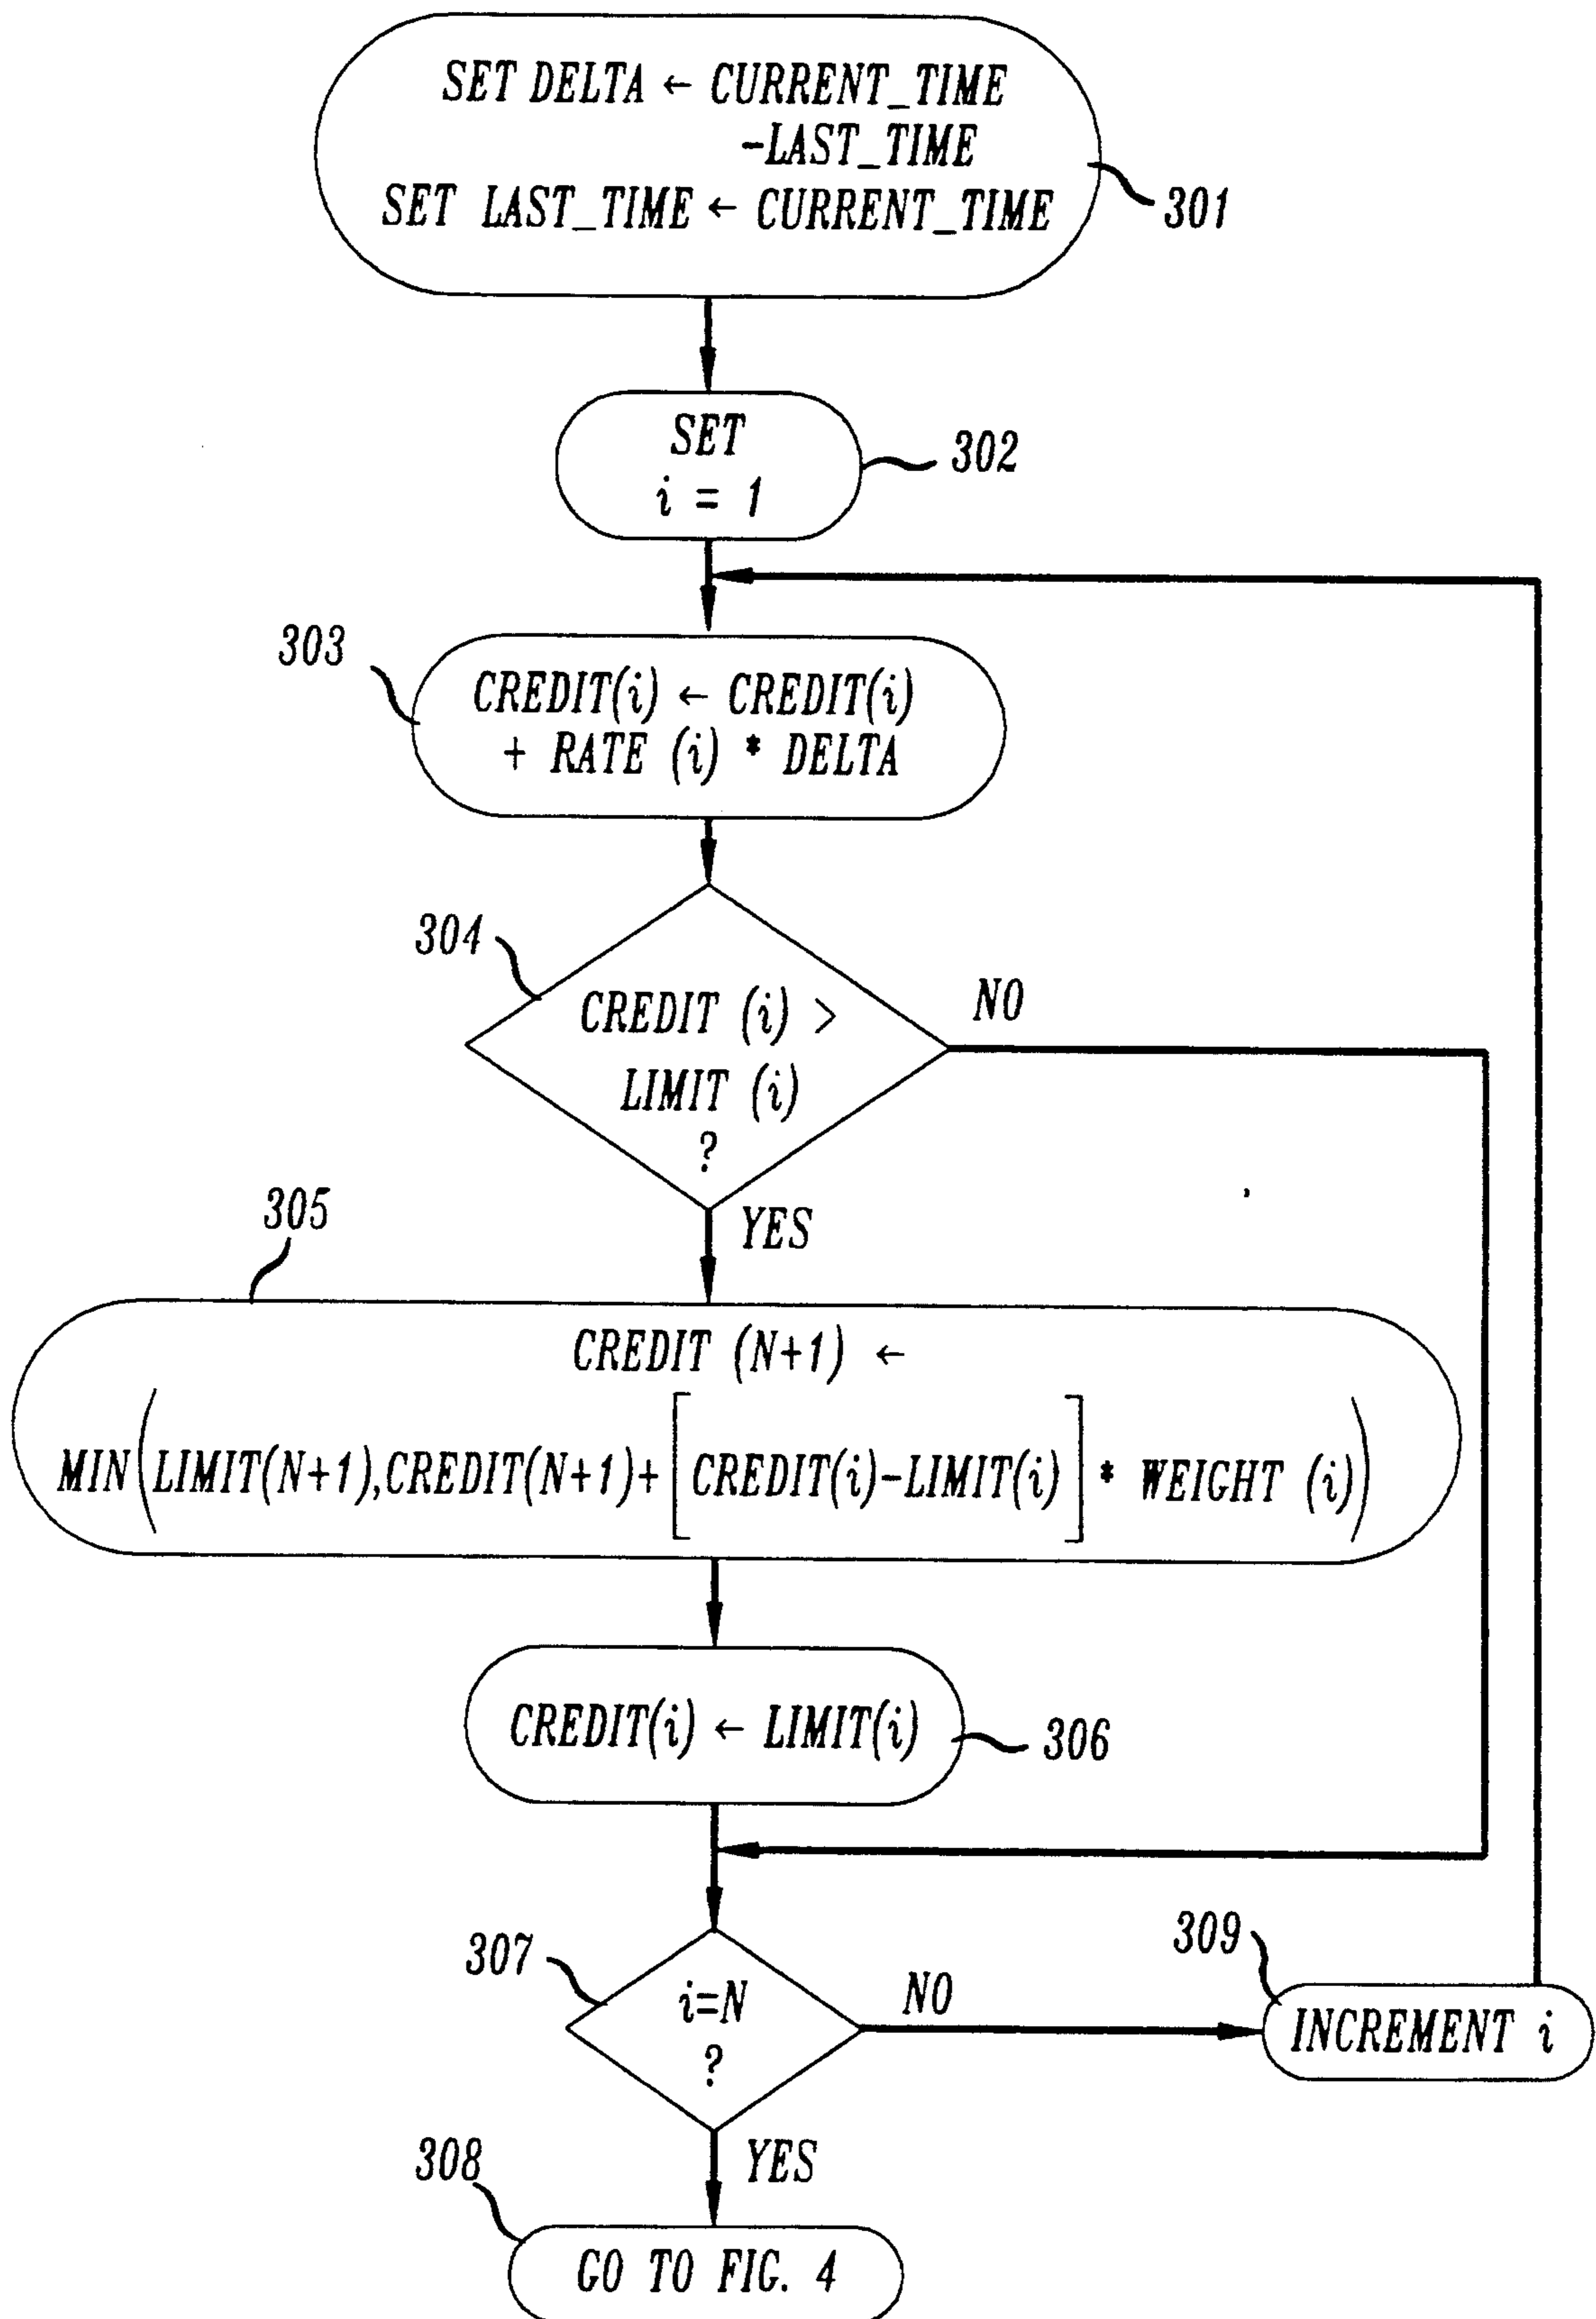 SET DELTA ← CURRENT_TIME
-LAST_TIME
SET LAST_TIME ← CURRENT_TIME
301
SET
i = 1
302
303
CREDIT(i) ← CREDIT(i)
+ RATE (i) * DELTA
304
CREDIT (i) >
LIMIT (i)
?
NO
YES
305
CREDIT (N+1) ←
MIN(LIMIT(N+1),CREDIT(N+1)+[CREDIT(i)-LIMIT(i)] * WEIGHT (i))
CREDIT(i) ← LIMIT(i)
306
307
i=N
?
NO
309
INCREMENT i
YES
308
GO TO FIG. 4